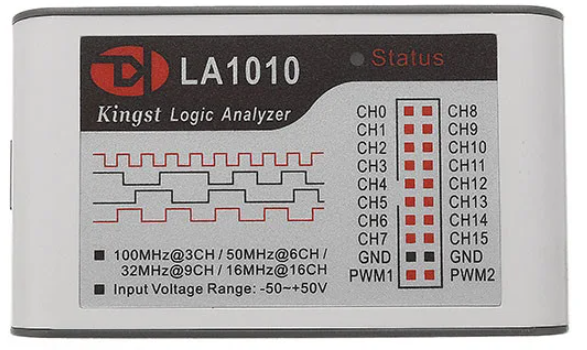 LA1010
Status
Kingst Logic Analyzer
CH0 CH8
CH1 CH9
CH2 CH10
CH3 CH11
CH4 CH12
CH5 CH13
CH6 CH14
CH7 CH15
GND GND
PWM1 PWM2
100MHz@3CH / 50MHz@6CH /
32MHz@9CH / 16MHz@16CH
Input Voltage Range: -50~+50V